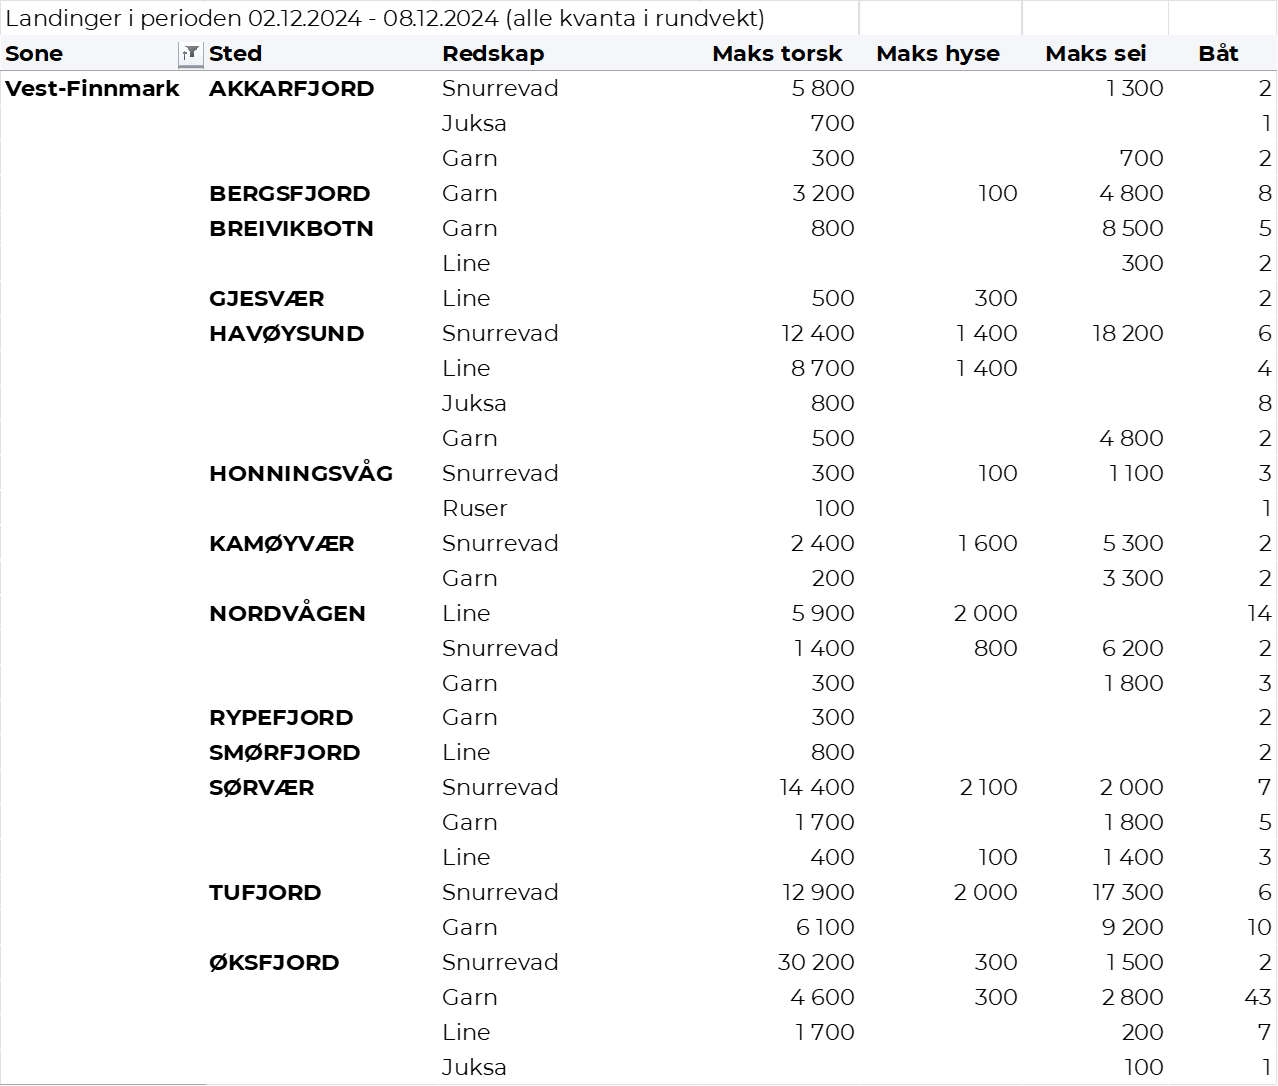 Landinger i perioden 02.12.2024 - 08.12.2024 (alle kvanta i rundvekt)
Sone Sted Redskap Maks torsk Maks hyse Maks sei Båt
Vest-Finnmark AKKARFJORD Snurrevad 5 800 1 300 2
Juksa 700 1
Garn 300 700 2
BERGSFJORD Garn 3 200 100 4 800 8
BREIVIKBOTN Garn 800 8 500 5
Line 300 2
GJESVÆR Line 500 300 2
HAVØYSUND Snurrevad 12 400 1 400 18 200 6
Line 8 700 1 400 4
Juksa 800 8
Garn 500 4 800 2
HONNINGSVÅG Snurrevad 300 100 1 100 3
Ruser 100 1
KAMØYVÆR Snurrevad 2 400 1 600 5 300 2
Garn 200 3 300 2
NORDVÅGEN Line 5 900 2 000 14
Snurrevad 1 400 800 6 200 2
Garn 300 1 800 3
RYPEFJORD Garn 300 2
SMØRFJORD Line 800 2
SØRVÆR Snurrevad 14 400 2 100 2 000 7
Garn 1 700 1 800 5
Line 400 100 1 400 3
TUFJORD Snurrevad 12 900 2 000 17 300 6
Garn 6 100 9 200 10
ØKSFJORD Snurrevad 30 200 300 1 500 2
Garn 4 600 300 2 800 43
Line 1 700 200 7
Juksa 100 1